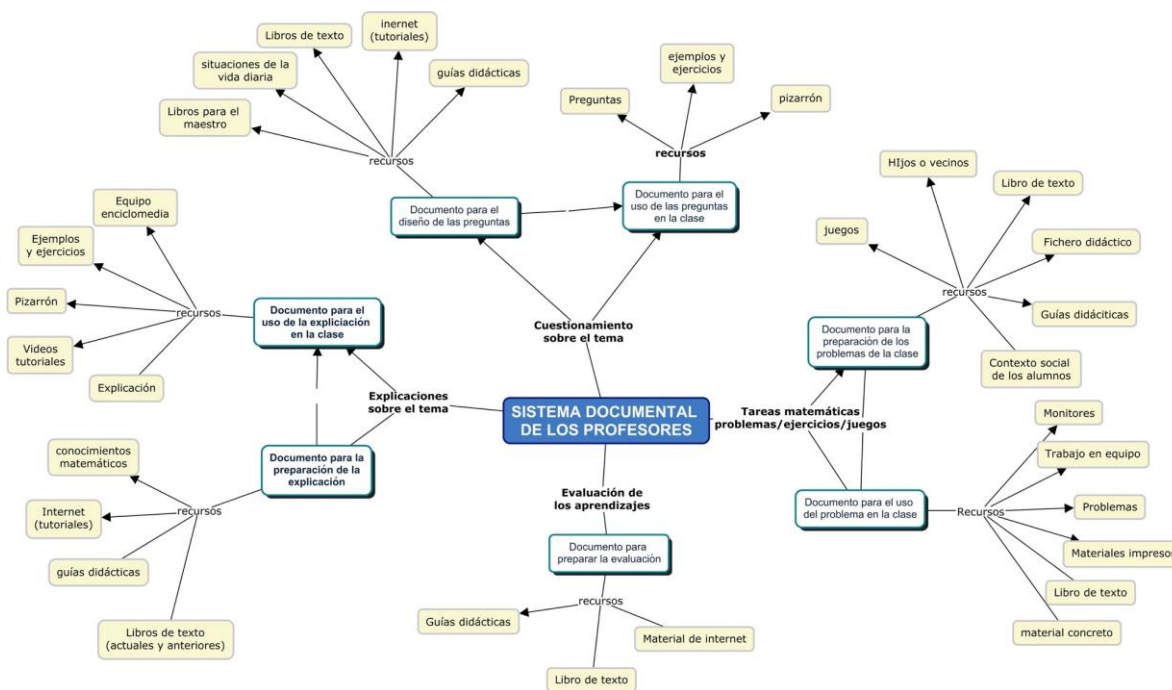 inernet
(tutoriales)
Libros de texto
situaciones de la
vida diaria
guías didácticas
Libros para el
maestro
recursos
ejemplos y
ejercicios
Preguntas
pizarrón
recursos
Documento para el
diseño de las preguntas
Documento para el
uso de las preguntas
en la clase
HIjos o vecinos
Libro de texto
juegos
Fichero didáctico
recursos
Guías didáciticas
Documento para la
preparación de los
problemas de la clase
Contexto social
de los alumnos
Equipo
enciclomedia
Ejemplos
y ejercicios
Pizarrón
recursos
Videos
tutoriales
Explicación
Documento para el
uso de la expliciación
en la clase
Cuestionamiento
sobre el tema
Explicaciones
sobre el tema
SISTEMA DOCUMENTAL
DE LOS PROFESORES
Tareas matemáticas
problemas/ejercicios/juegos
Documento para la
preparación de la
explicación
conocimientos
matemáticos
Internet
(tutoriales)
recursos
guías didácticas
Libros de texto
(actuales y anteriores)
Evaluación de
los aprendizajes
Documento para
preparar la evaluación
recursos
Guías didácticas
Material de internet
Libro de texto
Documento para el uso
del problema en la clase
Recursos
Monitores
Trabajo en equipo
Problemas
Materiales impresos
Libro de texto
material concreto